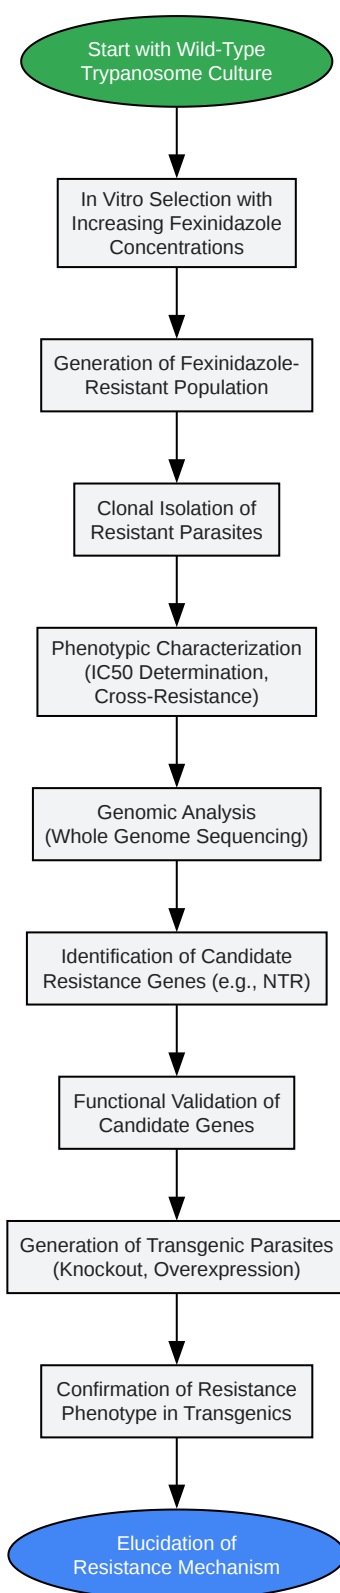 Start with Wild-Type
Trypanosome Culture
In Vitro Selection with
Increasing Fexinidazole
Concentrations
Generation of Fexinidazole-
Resistant Population
Clonal Isolation of
Resistant Parasites
Phenotypic Characterization
(IC50 Determination,
Cross-Resistance)
Genomic Analysis
(Whole Genome Sequencing)
Identification of Candidate
Resistance Genes (e.g., NTR)
Functional Validation of
Candidate Genes
Generation of Transgenic Parasites
(Knockout, Overexpression)
Confirmation of Resistance
Phenotype in Transgenics
Elucidation of
Resistance Mechanism